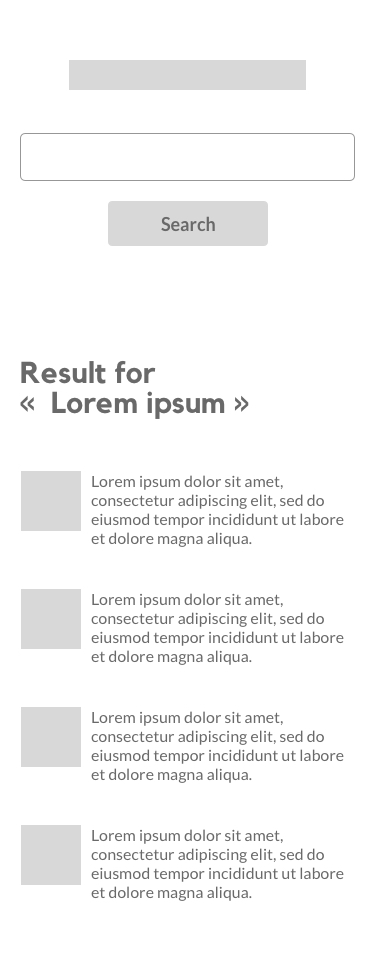 Search
Result for
« Lorem ipsum »
Lorem ipsum dolor sit amet,
consectetur adipiscing elit, sed do
eiusmod tempor incididunt ut labore
et dolore magna aliqua.
Lorem ipsum dolor sit amet,
consectetur adipiscing elit, sed do
eiusmod tempor incididunt ut labore
et dolore magna aliqua.
Lorem ipsum dolor sit amet,
consectetur adipiscing elit, sed do
eiusmod tempor incididunt ut labore
et dolore magna aliqua.
Lorem ipsum dolor sit amet,
consectetur adipiscing elit, sed do
eiusmod tempor incididunt ut labore
et dolore magna aliqua.